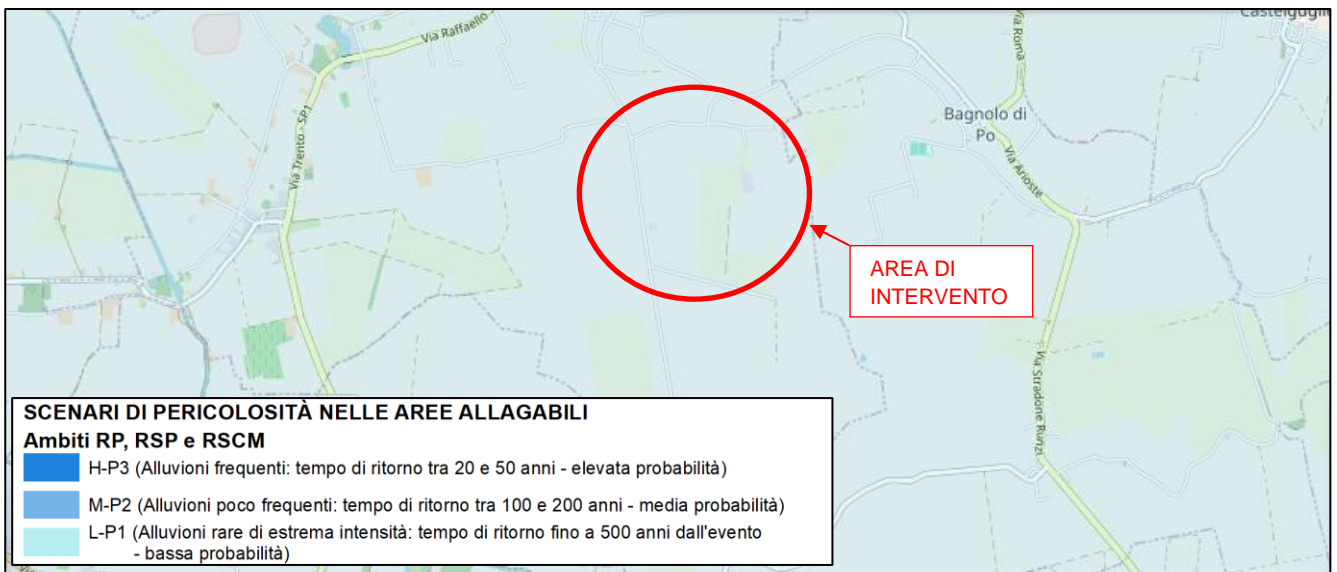 Castelgugli
Via Raffaello
Via Roma
Bagnolo di
Po
Via Trento - SP1
Via Arioste
AREA DI
INTERVENTO
Via Stradone Runzi
SCENARI DI PERICOLOSITÀ NELLE AREE ALLAGABILI
Ambiti RP, RSP e RSCM
H-P3 (Alluvioni frequenti: tempo di ritorno tra 20 e 50 anni - elevata probabilità)
M-P2 (Alluvioni poco frequenti: tempo di ritorno tra 100 e 200 anni - media probabilità)
L-P1 (Alluvioni rare di estrema intensità: tempo di ritorno fino a 500 anni dall'evento
- bassa probabilità)